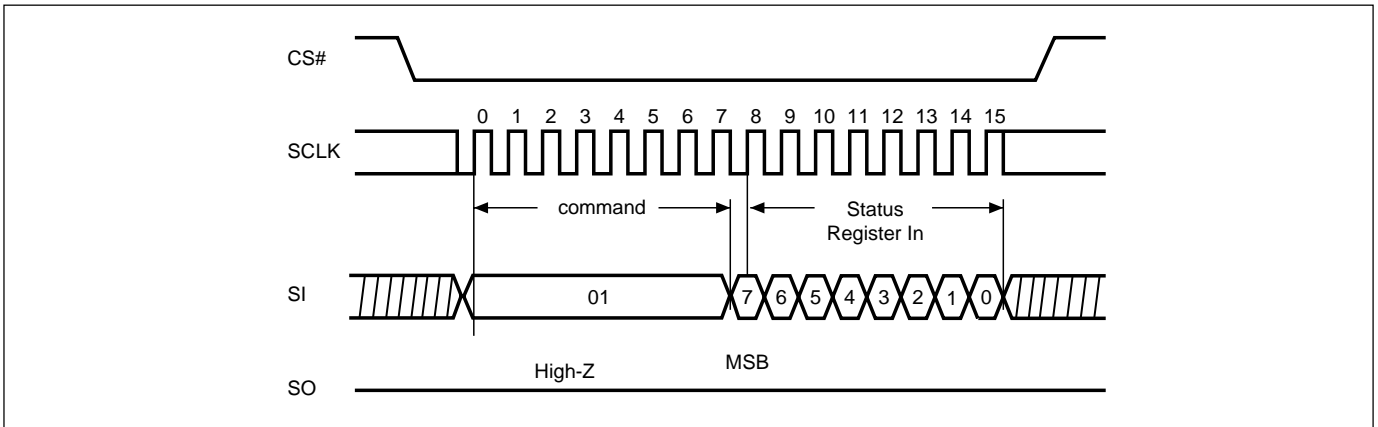 CS#
0 1 2 3 4 5 6 7 8 9 10 11 12 13 14 15
SCLK
command
Status
Register In
SI
01
7 6 5 4 3 2 1 0
High-Z
MSB
SO